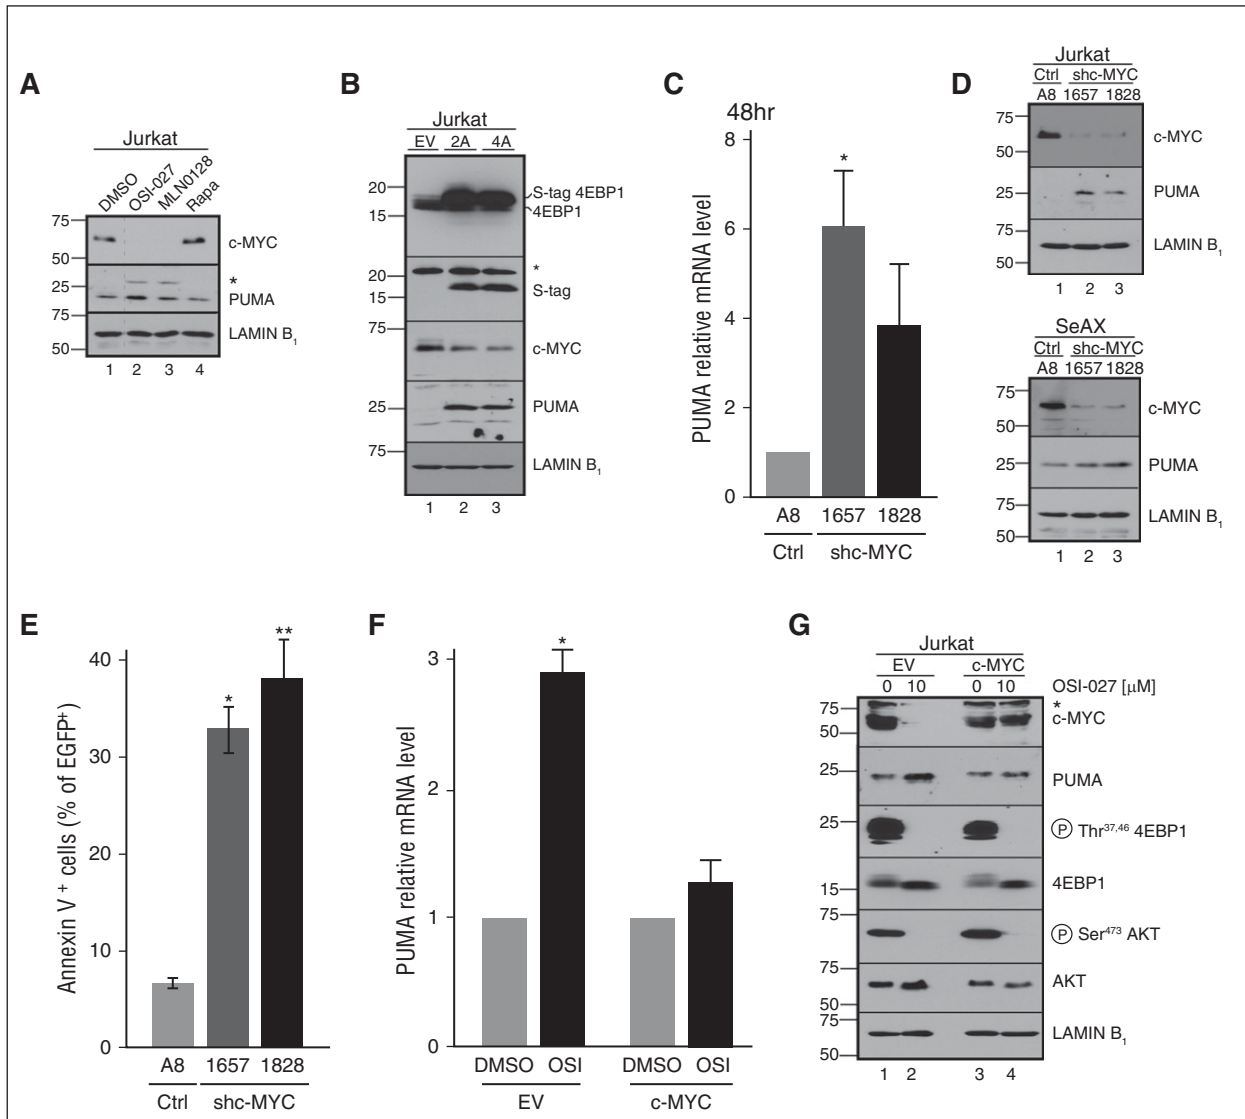 A
Jurkat
DMSO
OSI-027
MLN0128
Rapa
75
50
c-MYC
25
*
PUMA
75
50
LAMIN B1
1 2 3 4
B
Jurkat
EV 2A 4A
20
15
S-tag 4EBP1
4EBP1
20
15
*
S-tag
75
c-MYC
25
PUMA
75
LAMIN B1
1 2 3
C
48hr
PUMA relative mRNA level
8
6
4
2
0
*
A8 1657 1828
Ctrl shc-MYC
D
Jurkat
Ctrl shc-MYC
A8 1657 1828
75
50
c-MYC
25
PUMA
75
50
LAMIN B1
1 2 3
SeAX
Ctrl shc-MYC
A8 1657 1828
75
50
c-MYC
25
PUMA
75
50
LAMIN B1
1 2 3
E
Annexin V + cells (% of EGFP+)
40
30
20
10
0
*
**
A8 1657 1828
Ctrl shc-MYC
F
PUMA relative mRNA level
3
2
1
0
*
DMSO OSI DMSO OSI
EV c-MYC
G
Jurkat
EV c-MYC
0 10 0 10 OSI-027 [µM]
75
50
*
c-MYC
25
PUMA
25
P Thr37,46 4EBP1
15
4EBP1
75
P Ser473 AKT
75
50
AKT
75
50
LAMIN B1
1 2 3 4